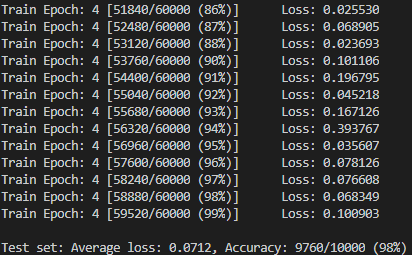 Train Epoch: 4 [51840/60000 (86%)]	Loss: 0.025530
Train Epoch: 4 [52480/60000 (87%)]	Loss: 0.068905
Train Epoch: 4 [53120/60000 (88%)]	Loss: 0.023693
Train Epoch: 4 [53760/60000 (90%)]	Loss: 0.101106
Train Epoch: 4 [54400/60000 (91%)]	Loss: 0.196795
Train Epoch: 4 [55040/60000 (92%)]	Loss: 0.045218
Train Epoch: 4 [55680/60000 (93%)]	Loss: 0.167126
Train Epoch: 4 [56320/60000 (94%)]	Loss: 0.393767
Train Epoch: 4 [56960/60000 (95%)]	Loss: 0.035607
Train Epoch: 4 [57600/60000 (96%)]	Loss: 0.078126
Train Epoch: 4 [58240/60000 (97%)]	Loss: 0.076608
Train Epoch: 4 [58880/60000 (98%)]	Loss: 0.068349
Train Epoch: 4 [59520/60000 (99%)]	Loss: 0.100903
Test set: Average loss: 0.0712, Accuracy: 9760/10000 (98%)